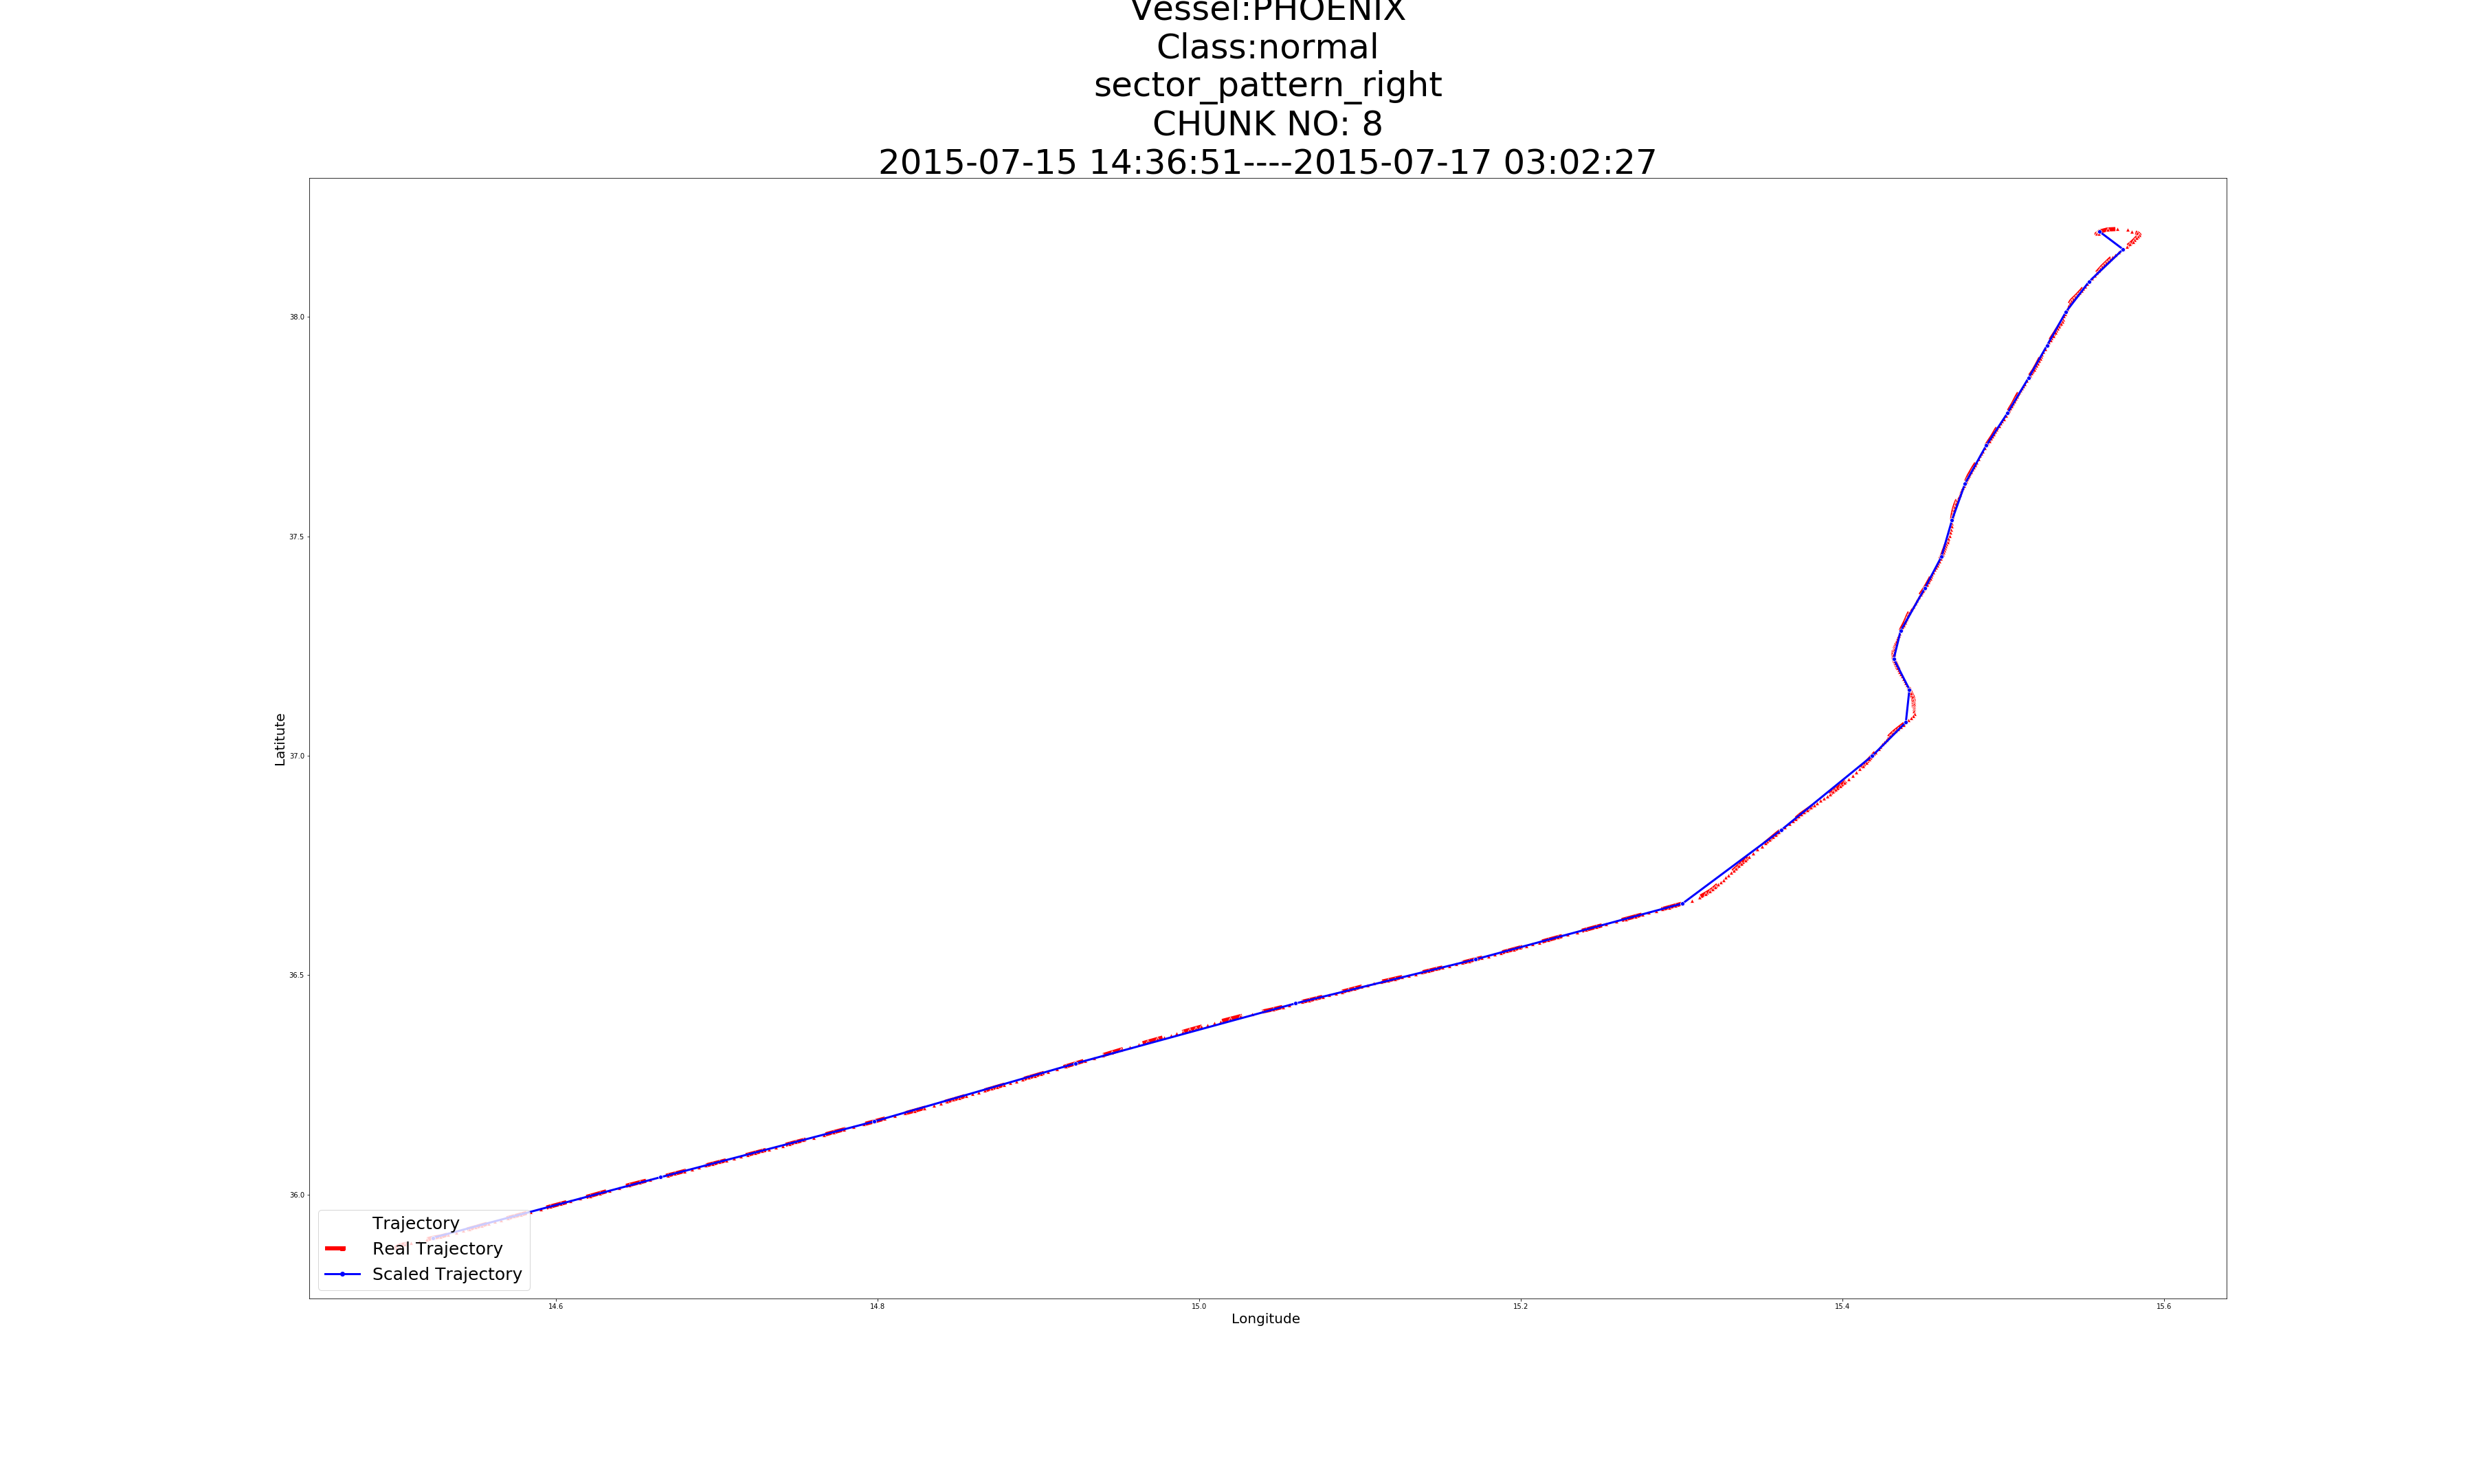 Vessel:PHOENIX
Class:normal
sector_pattern_right
CHUNK NO: 8
2015-07-15 14:36:51----2015-07-17 03:02:27
38.0
37.5
37.0
36.5
36.0
Latitute
Trajectory
Real Trajectory
Scaled Trajectory
14.6
14.8
15.0
15.2
15.4
15.6
Longitude